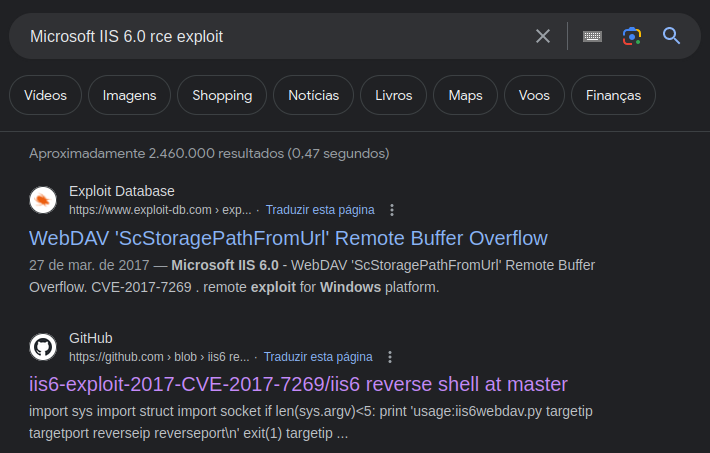 Microsoft IIS 6.0 rce exploit
Vídeos Imagens Shopping Notícias Livros Maps Voos Finanças
Aproximadamente 2.460.000 resultados (0,47 segundos)
Exploit Database
https://www.exploit-db.com › exp... · Traduzir esta página
WebDAV 'ScStoragePathFromUrl' Remote Buffer Overflow
27 de mar. de 2017 — Microsoft IIS 6.0 - WebDAV 'ScStoragePathFromUrl' Remote Buffer
Overflow. CVE-2017-7269 . remote exploit for Windows platform.
GitHub
https://github.com › blob › iis6 re... · Traduzir esta página
iis6-exploit-2017-CVE-2017-7269/iis6 reverse shell at master
import sys import struct import socket if len(sys.argv)<5: print 'usage:iis6webdav.py targetip
targetport reverseip reverseport\n' exit(1) targetip ...